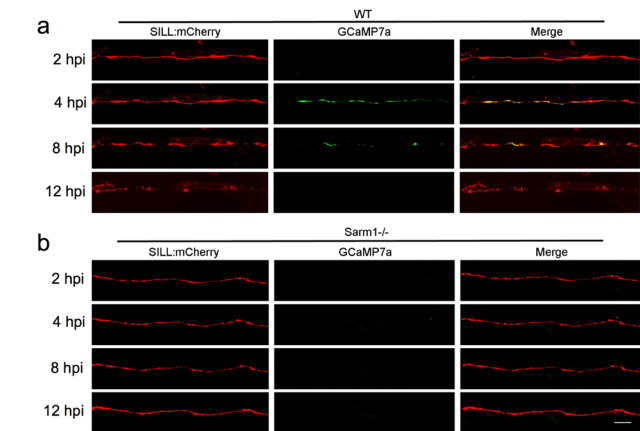 a
WT
SILL:mCherry GCaMP7a Merge
2 hpi
4 hpi
8 hpi
12 hpi
b
Sarm1-/-
SILL:mCherry GCaMP7a Merge
2 hpi
4 hpi
8 hpi
12 hpi